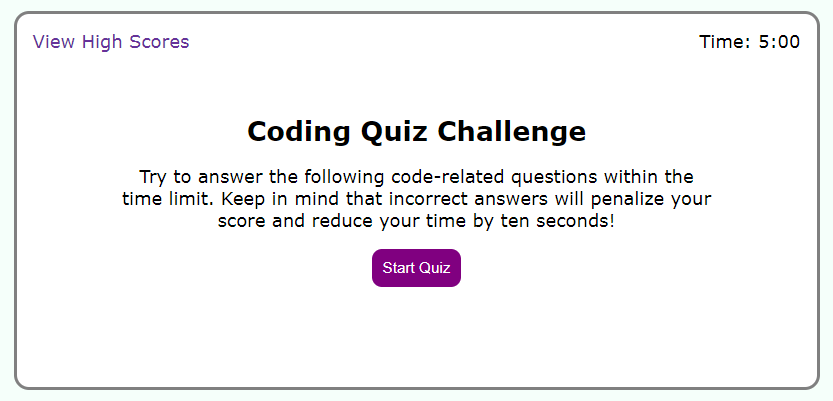 View High Scores
Time: 5:00
Coding Quiz Challenge
Try to answer the following code-related questions within the
time limit. Keep in mind that incorrect answers will penalize your
score and reduce your time by ten seconds!
Start Quiz